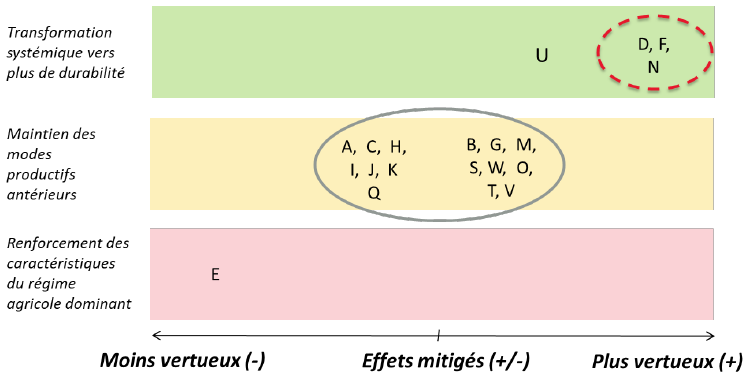 Transformation
systémique vers
plus de durabilité
U
D, F,
N
Maintien des
modes
productifs
antérieurs
A, C, H,
I, J, K
Q
B, G, M,
S, W, O,
T, V
Renforcement des
caractéristiques
du régime
agricole dominant
E
Moins vertueux (-)
Effets mitigés (+/-)
Plus vertueux (+)